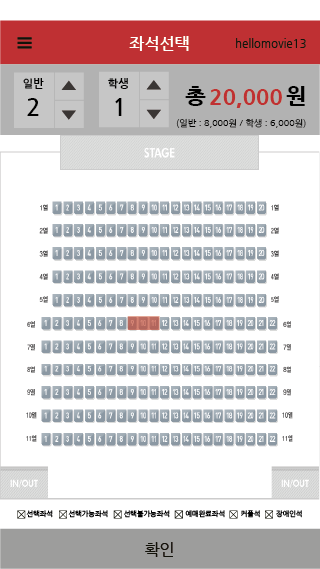 좌석선택 hellomovie13
일반 학생
2 1
총 20,000 원
(일반 : 8,000원 / 학생 : 6,000원)
STAGE
1열 1 2 3 4 5 6 7 8 9 10 11 12 13 14 15 16 17 18 19 20 1열
2열 1 2 3 4 5 6 7 8 9 10 11 12 13 14 15 16 17 18 19 20 2열
3열 1 2 3 4 5 6 7 8 9 10 11 12 13 14 15 16 17 18 19 20 3열
4열 1 2 3 4 5 6 7 8 9 10 11 12 13 14 15 16 17 18 19 20 4열
5열 1 2 3 4 5 6 7 8 9 10 11 12 13 14 15 16 17 18 19 20 5열
6열 1 2 3 4 5 6 7 8 9 10 11 12 13 14 15 16 17 18 19 20 21 22 6열
7열 1 2 3 4 5 6 7 8 9 10 11 12 13 14 15 16 17 18 19 20 21 22 7열
8열 1 2 3 4 5 6 7 8 9 10 11 12 13 14 15 16 17 18 19 20 21 22 8열
9열 1 2 3 4 5 6 7 8 9 10 11 12 13 14 15 16 17 18 19 20 21 22 9열
10열 1 2 3 4 5 6 7 8 9 10 11 12 13 14 15 16 17 18 19 20 21 22 10열
11열 1 2 3 4 5 6 7 8 9 10 11 12 13 14 15 16 17 18 19 20 21 22 11열
IN/OUT IN/OUT
선택좌석 선택가능좌석 선택불가능좌석 예매완료좌석 커플석 장애인석
확인